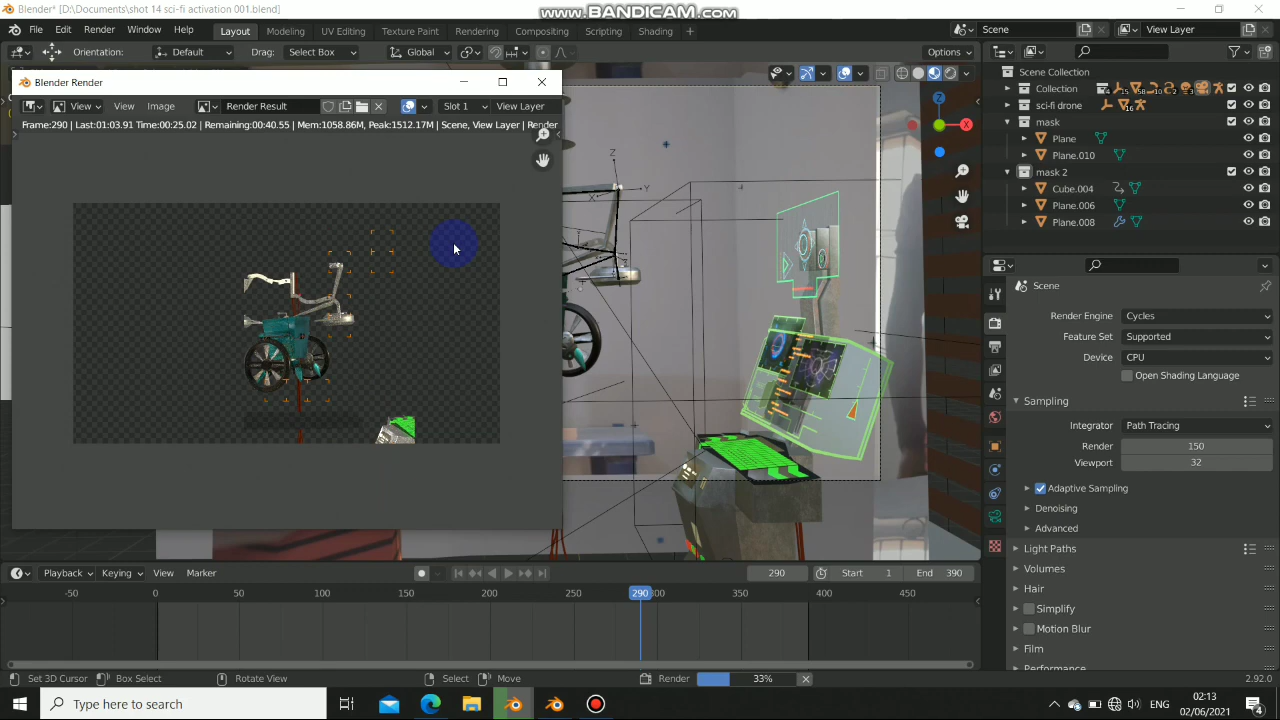 Blender* [D:\Documents\shot 14 sci-fi activation 001.blend]
www.BANDICAM.com
File Edit Render Window Help
Layout Modeling UV Editing Texture Paint Rendering Compositing Scripting Shading +
Scene
View Layer
Orientation: Default Drag: Select Box Global Options
Blender Render
View View Image Render Result Slot 1 View Layer
Frame:290 | Last:01:03.91 Time:00:25.02 | Remaining:00:40.55 | Mem:1058.86M, Peak:1512.17M | Scene, View Layer | Render
Z
Y
X
Z
X
Scene Collection
Collection
sci-fi drone
mask
Plane
Plane.010
mask 2
Cube.004
Plane.006
Plane.008
Scene
Render Engine Cycles
Feature Set Supported
Device CPU
Open Shading Language
Sampling
Integrator Path Tracing
Render 150
Viewport 32
Adaptive Sampling
Denoising
Advanced
Light Paths
Volumes
Hair
Simplify
Motion Blur
Film
Performance
Playback Keying View Marker 290 Start 1 End 390
-50 0 50 100 150 200 250 290 300 350 400 450
Set 3D Cursor Box Select Rotate View Select Move Render 33% 2.92.0
Type here to search
ENG
02:13
02/06/2021
4